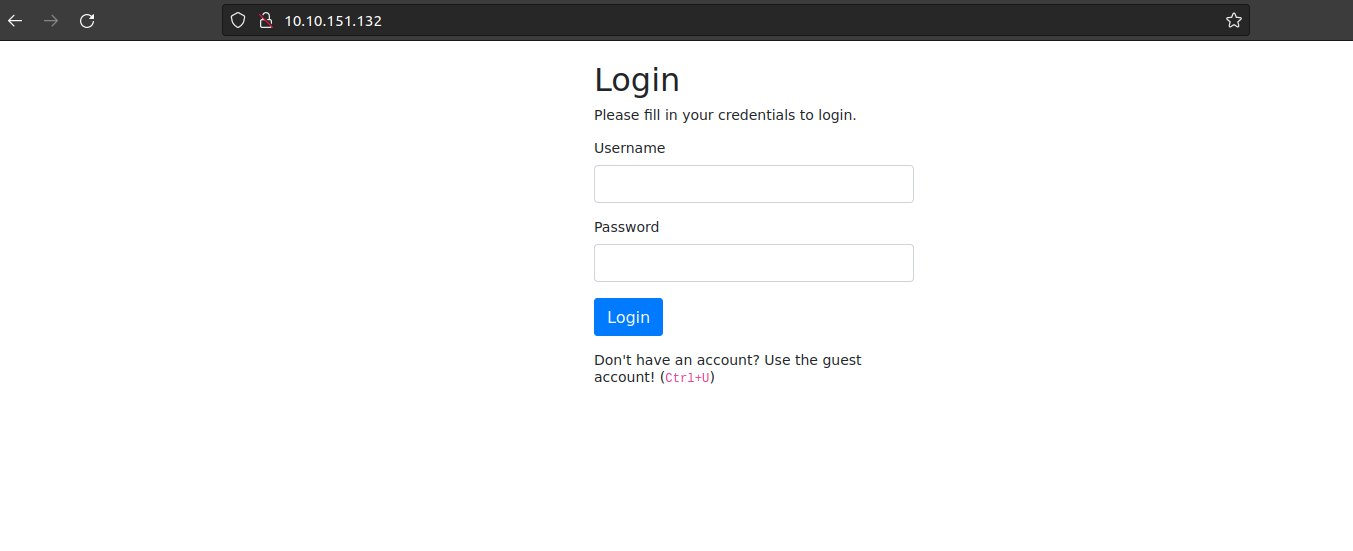 10.10.151.132
Login
Please fill in your credentials to login.
Username
Password
Login
Don't have an account? Use the guest
account! (Ctrl+U)